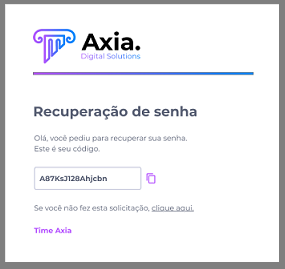 Axia.
Digital Solutions
Recuperação de senha
Olá, você pediu para recuperar sua senha.
Este é seu código.
A87KsJ128Ahjcbn
Se você não fez esta solicitação, clique aqui.
Time Axia